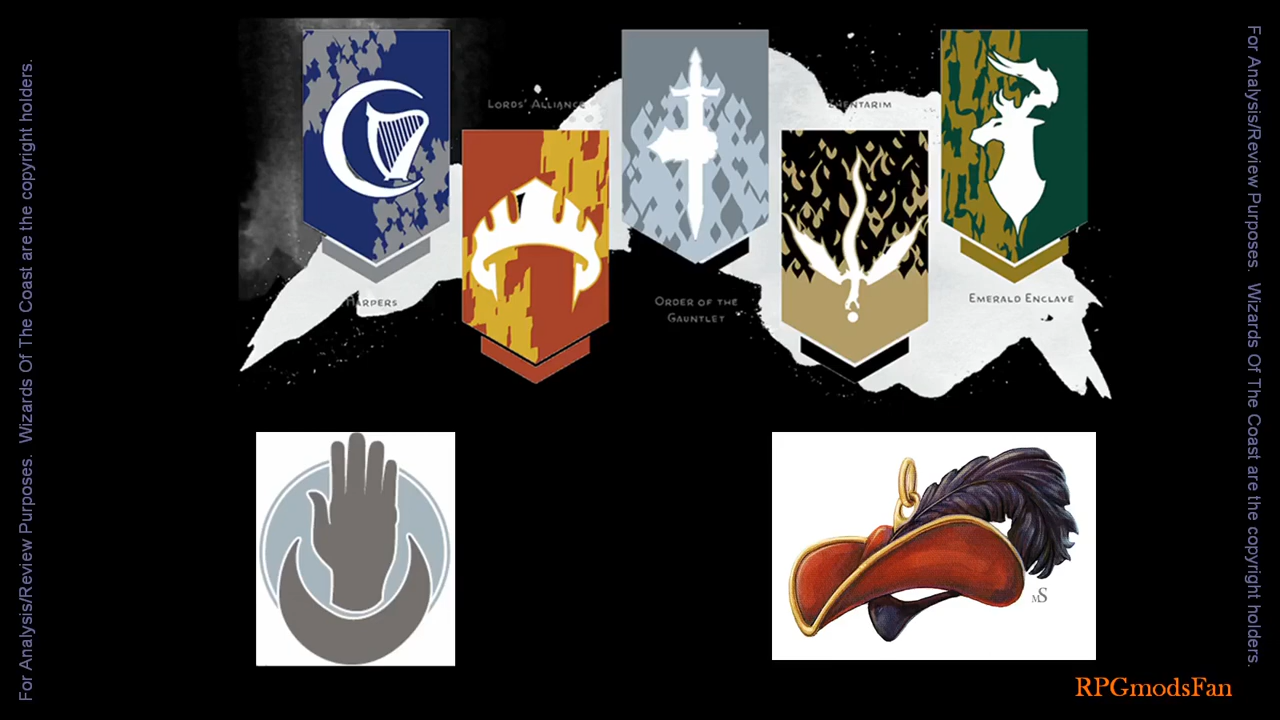 For Analysis/Review Purposes. Wizards Of The Coast are the copyright holders.
LORDS' ALLIANCE
HARPERS
ORDER OF THE
GAUNTLET
EMERALD ENCLAVE
MS
RPGmodsFan
For Analysis/Review Purposes. Wizards Of The Coast are the copyright holders.